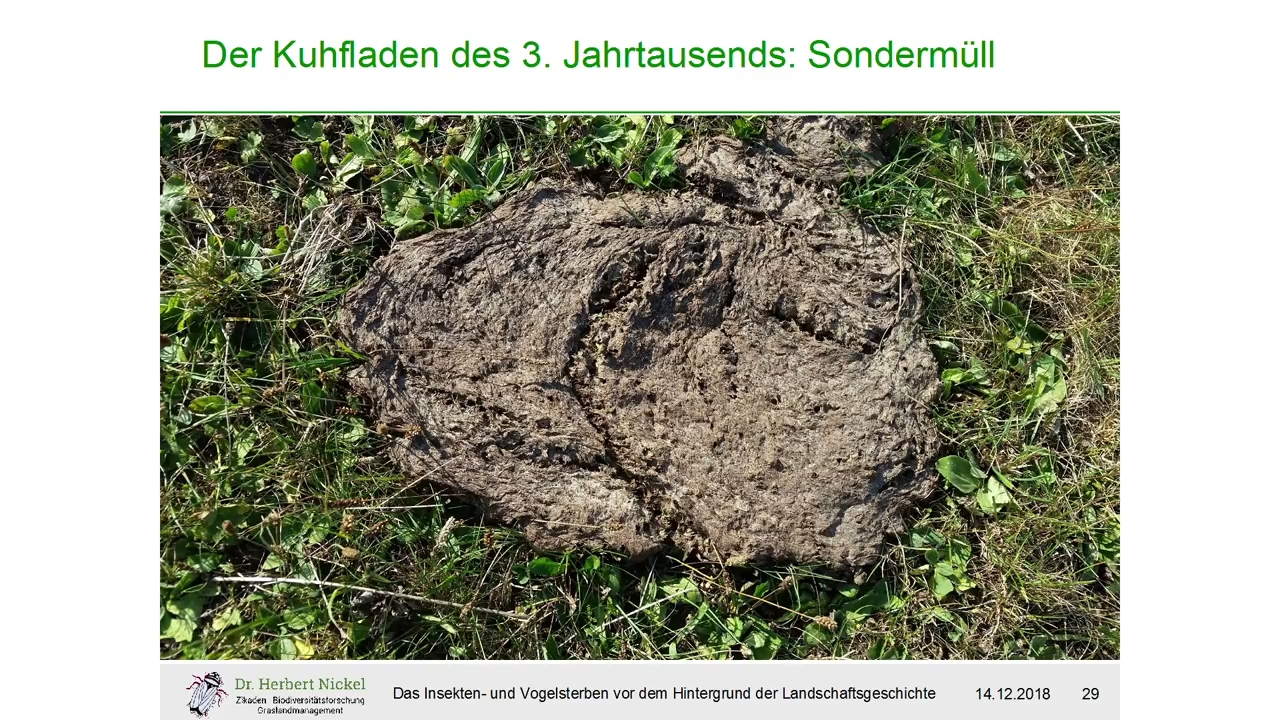 Der Kuhfladen des 3. Jahrtausends: Sondermüll
Dr. Herbert Nickel
Zikaden Biodiversitätsforschung
Graslandmanagement
Das Insekten- und Vogelsterben vor dem Hintergrund der Landschaftsgeschichte
14.12.2018
29